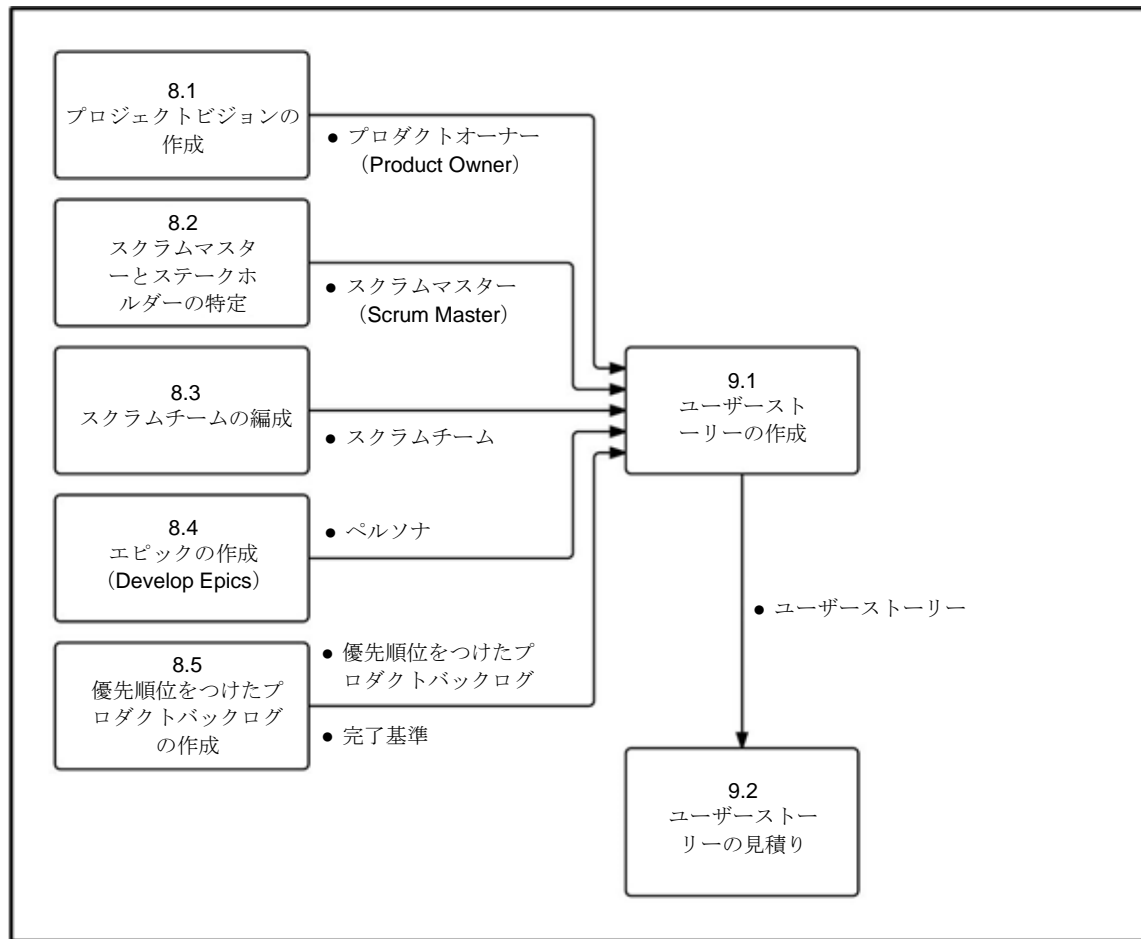 8.1
プロジェクトビジョンの
作成
● プロダクトオーナー
（Product Owner）
8.2
スクラムマスタ
ーとステークホ
ルダーの特定
● スクラムマスター
（Scrum Master）
8.3
スクラムチームの編成
● スクラムチーム
8.4
エピックの作成
（Develop Epics）
● ペルソナ
8.5
優先順位をつけたプ
ロダクトバックログ
の作成
● 優先順位をつけたプ
ロダクトバックログ
● 完了基準
9.1
ユーザースト
ーリーの作成
● ユーザーストーリー
9.2
ユーザーストー
リーの見積り